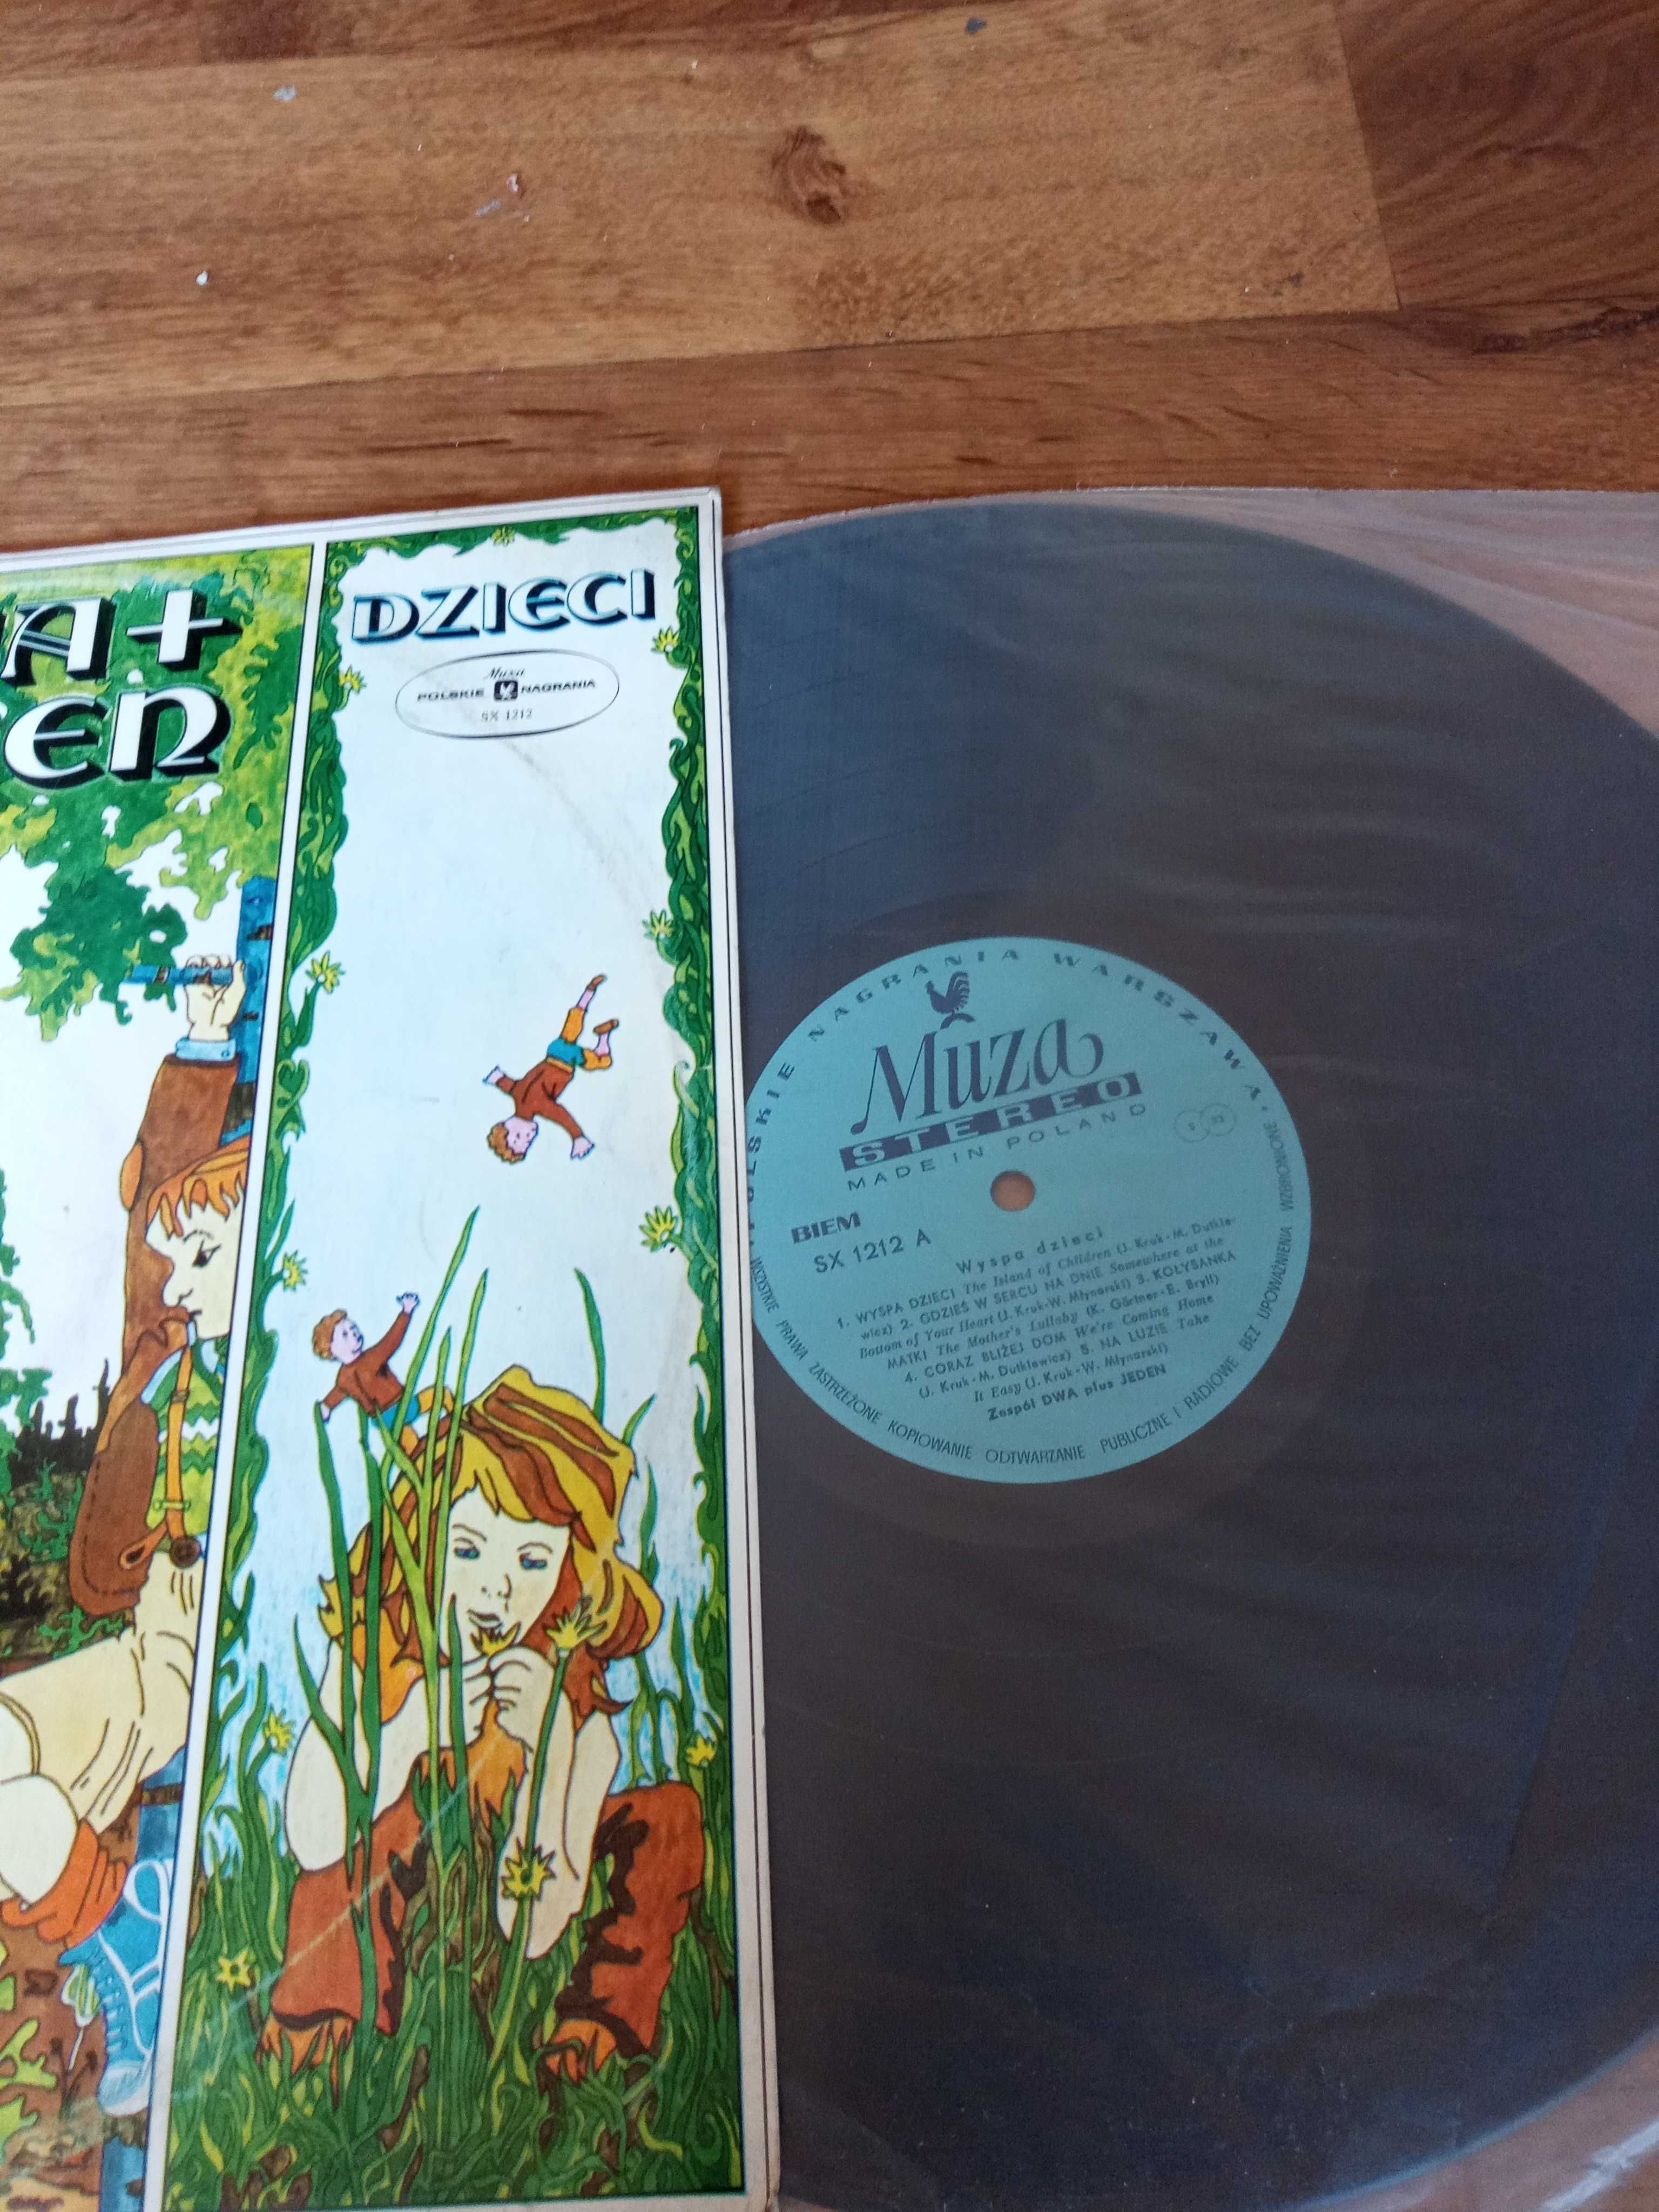 A+
EN
DZIECI
Muza
POLSKIE NAGRANIA
SX 1212
POLSKIE NAGRANIA WARSZAWA
Muza
STEREO
MADE IN POLAND
BIEM
SX 1212 A
Wyspa dzieci
1. WYSPA DZIECI The Island of Children (J. Kruk-M. Dutkie-
wicz) 2. GDZIEŚ W SERCU NA DNIE Somewhere at the
Bottom of Your Heart (J. Kruk-W. Młynarski) 3. KOŁYSANKA
MATKI The Mother's Lullaby (K. Gärtner-E. Bryll)
4. CORAZ BLIŻEJ DOM We're Coming Home
(J. Kruk-M. Dutkiewicz) 5. NA LUZIE Take
It Easy (J. Kruk-W. Młynarski)
Zespół DWA plus JEDEN
WSZYSTKIE PRAWA ZASTRZEŻONE KOPIOWANIE ODTWARZANIE PUBLICZNE I RADIOWE BEZ UPOWAŻNIENIA WZBRONIONE